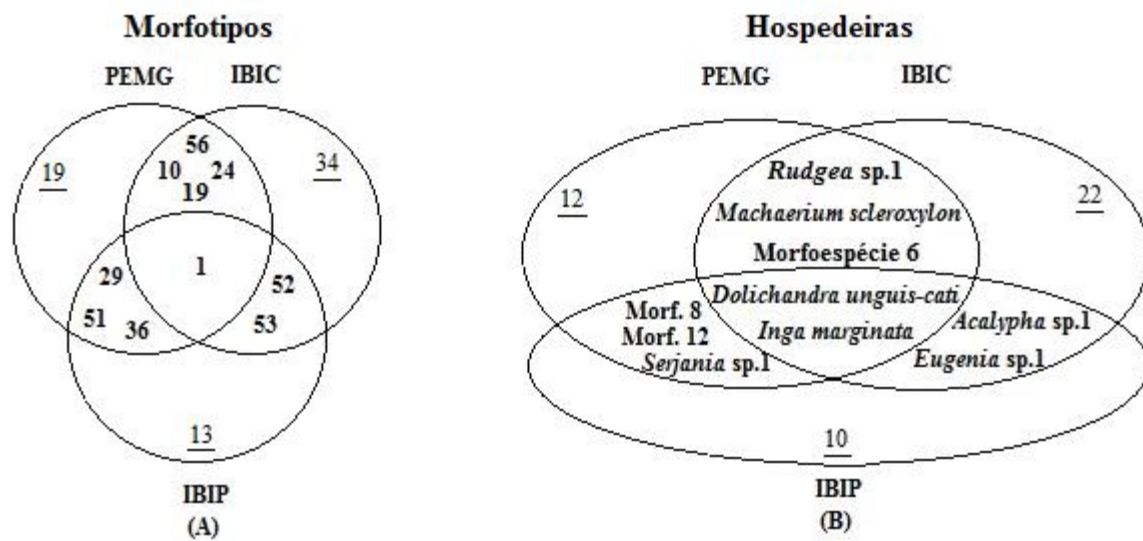 Morfotipos
PEMG IBIC
56
10 24
19
19
34
1
29
51 36
52
53
13
IBIP
(A)
Hospedeiras
PEMG IBIC
12
Rudgea sp.1
Machaerium scleroxylon
Morfoespécie 6
22
Dolichandra unguis-cati
Inga marginata
Morf. 8
Morf. 12
Serjania sp.1
Acalypha sp.1
Eugenia sp.1
10
IBIP
(B)